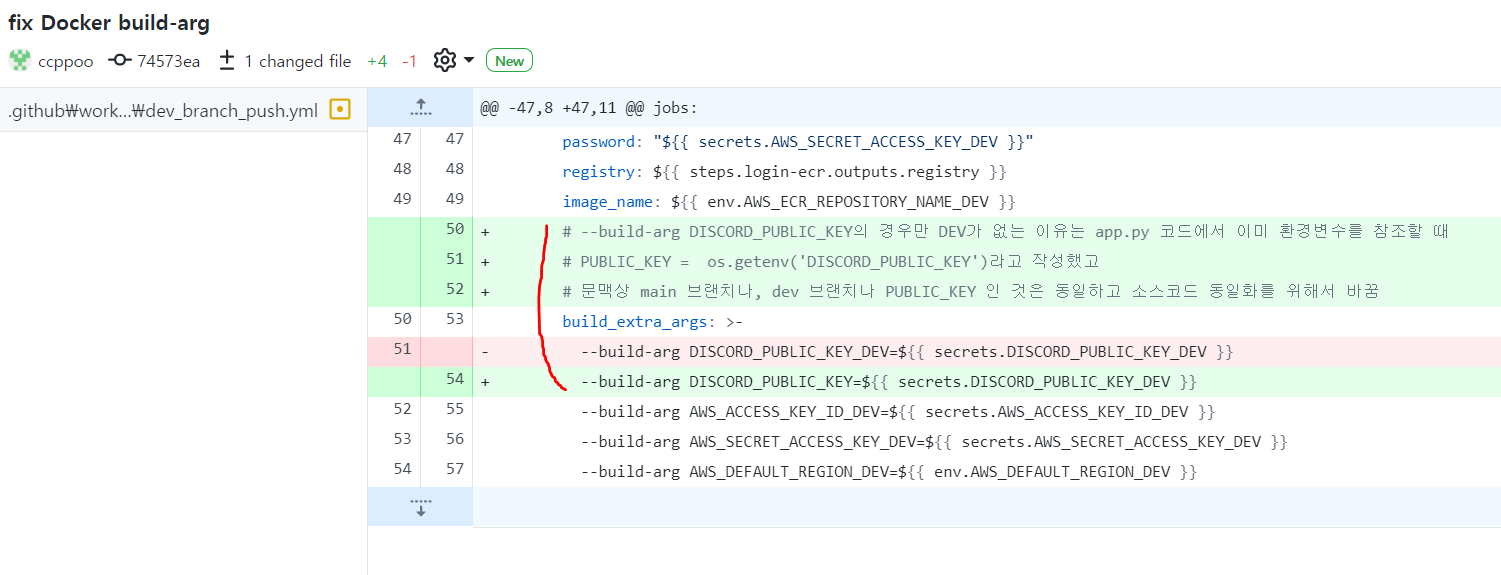 fix Docker build-arg
ccppoo 74573ea 1 changed file +4 -1 New
.github₩work...₩dev_branch_push.yml
@@ -47,8 +47,11 @@ jobs:
47 47 password: "${{ secrets.AWS_SECRET_ACCESS_KEY_DEV }}"
48 48 registry: ${{ steps.login-ecr.outputs.registry }}
49 49 image_name: ${{ env.AWS_ECR_REPOSITORY_NAME_DEV }}
50 + # --build-arg DISCORD_PUBLIC_KEY의 경우만 DEV가 없는 이유는 app.py 코드에서 이미 환경변수를 참조할 때
51 + # PUBLIC_KEY =  os.getenv('DISCORD_PUBLIC_KEY')라고 작성했고
52 + # 문맥상 main 브랜치나, dev 브랜치나 PUBLIC_KEY 인 것은 동일하고 소스코드 동일화를 위해서 바꿈
50 53 build_extra_args: >-
51 - --build-arg DISCORD_PUBLIC_KEY_DEV=${{ secrets.DISCORD_PUBLIC_KEY_DEV }}
54 + --build-arg DISCORD_PUBLIC_KEY=${{ secrets.DISCORD_PUBLIC_KEY_DEV }}
52 55 --build-arg AWS_ACCESS_KEY_ID_DEV=${{ secrets.AWS_ACCESS_KEY_ID_DEV }}
53 56 --build-arg AWS_SECRET_ACCESS_KEY_DEV=${{ secrets.AWS_SECRET_ACCESS_KEY_DEV }}
54 57 --build-arg AWS_DEFAULT_REGION_DEV=${{ env.AWS_DEFAULT_REGION_DEV }}